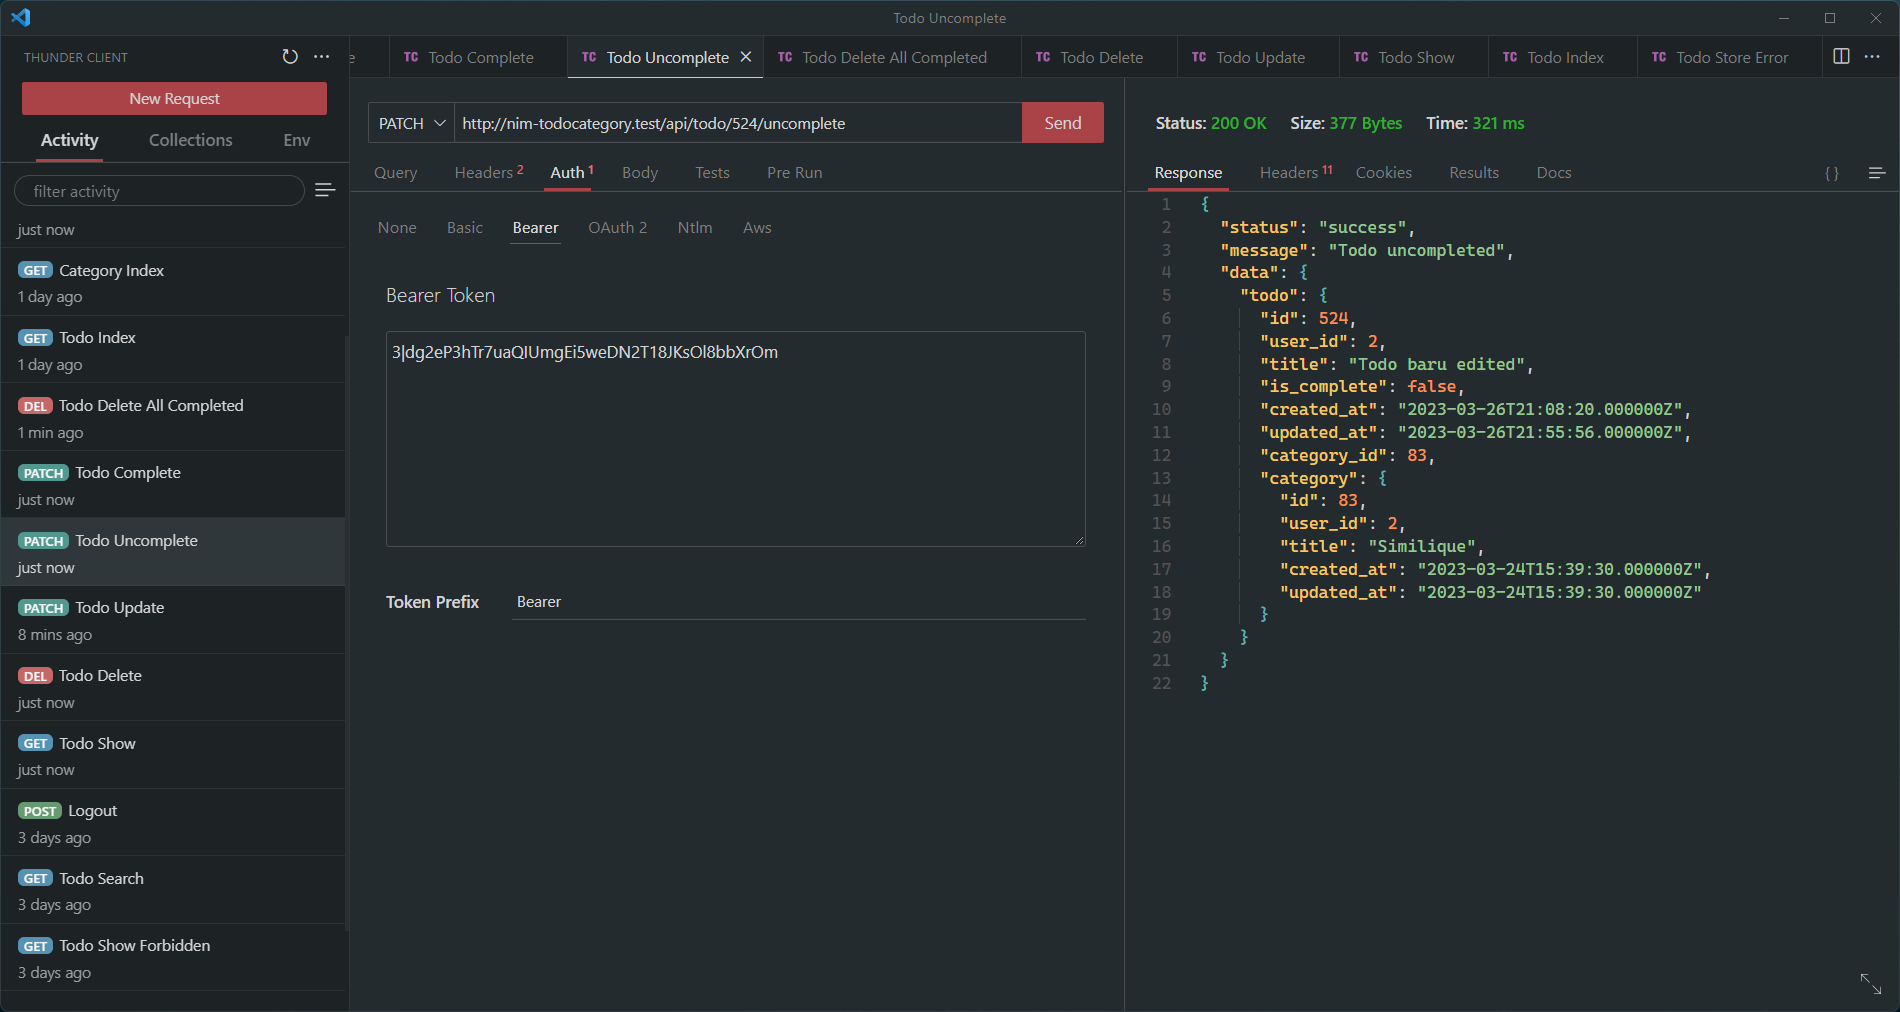 Todo Uncomplete
THUNDER CLIENT
New Request
Activity Collections Env
filter activity
just now
GET Category Index
1 day ago
GET Todo Index
1 day ago
DEL Todo Delete All Completed
1 min ago
PATCH Todo Complete
just now
PATCH Todo Uncomplete
just now
PATCH Todo Update
8 mins ago
DEL Todo Delete
just now
GET Todo Show
just now
POST Logout
3 days ago
GET Todo Search
3 days ago
GET Todo Show Forbidden
3 days ago
e TC Todo Complete TC Todo Uncomplete TC Todo Delete All Completed TC Todo Delete TC Todo Update TC Todo Show TC Todo Index TC Todo Store Error
PATCH http://nim-todocategory.test/api/todo/524/uncomplete Send
Query Headers 2 Auth 1 Body Tests Pre Run
None Basic Bearer OAuth 2 Ntlm Aws
Bearer Token
3|dg2eP3hTr7uaQIUmgEi5weDN2T18JKsOl8bbXrOm
Token Prefix Bearer
Status: 200 OK Size: 377 Bytes Time: 321 ms
Response Headers 11 Cookies Results Docs { }
1 {
2 "status": "success",
3 "message": "Todo uncompleted",
4 "data": {
5 "todo": {
6 "id": 524,
7 "user_id": 2,
8 "title": "Todo baru edited",
9 "is_complete": false,
10 "created_at": "2023-03-26T21:08:20.000000Z",
11 "updated_at": "2023-03-26T21:55:56.000000Z",
12 "category_id": 83,
13 "category": {
14 "id": 83,
15 "user_id": 2,
16 "title": "Similique",
17 "created_at": "2023-03-24T15:39:30.000000Z",
18 "updated_at": "2023-03-24T15:39:30.000000Z"
19 }
20 }
21 }
22 }